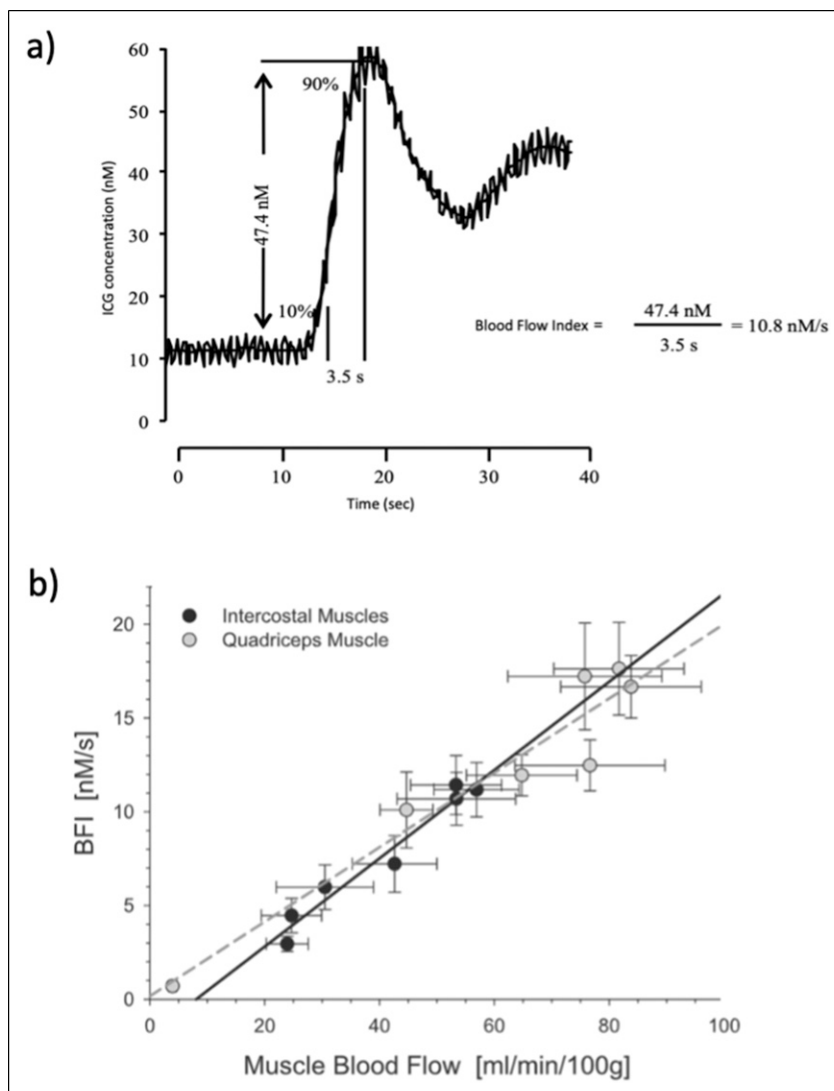 a)
60
50
40
30
20
10
0
ICG concentration (nM)
90%
47.4 nM
10%
3.5 s
Blood Flow Index = 47.4 nM / 3.5 s = 10.8 nM/s
0 10 20 30 40
Time (sec)
b)
Intercostal Muscles
Quadriceps Muscle
20
15
10
5
0
BFI [nM/s]
0 20 40 60 80 100
Muscle Blood Flow [ml/min/100g]